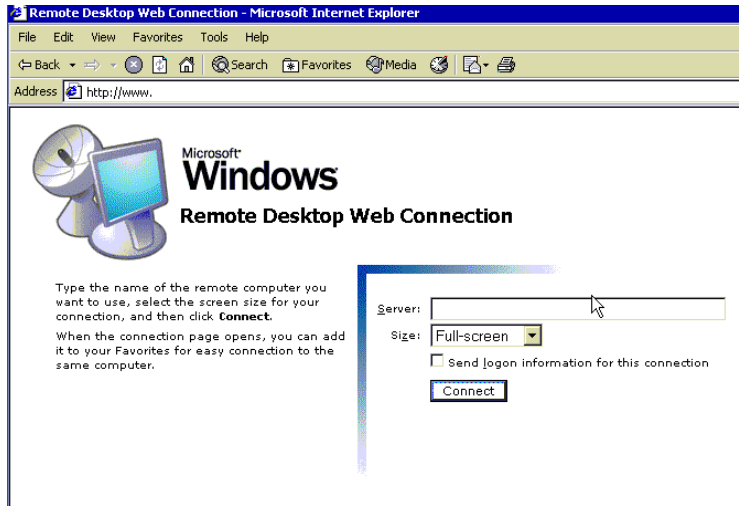 Remote Desktop Web Connection - Microsoft Internet Explorer
File Edit View Favorites Tools Help
Back Search Favorites Media
Address http://www.
Microsoft
Windows
Remote Desktop Web Connection
Type the name of the remote computer you
want to use, select the screen size for your
connection, and then click Connect.
When the connection page opens, you can add
it to your Favorites for easy connection to the
same computer.
Server:
Size: Full-screen
Send logon information for this connection
Connect